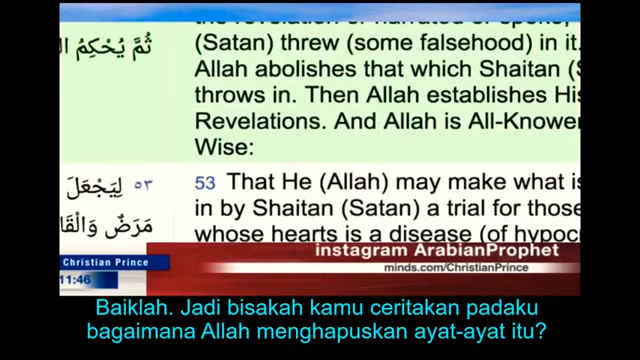 the revelation or narrated or spoke,
(Satan) threw (some falsehood) in it.
Allah abolishes that which Shaitan (
throws in. Then Allah establishes His
Revelations. And Allah is All-Knower
Wise:
ثُمَّ يُحْكِمُ
53 That He (Allah) may make what is
in by Shaitan (Satan) a trial for those
whose hearts is a disease (of hypoc
٥٣ لِيَجْعَلَ
مَرَضٌ وَالْقَا
instagram ArabianProphet
minds.com/ChristianPrince
Christian Prince
11:46
Baiklah. Jadi bisakah kamu ceritakan padaku
bagaimana Allah menghapuskan ayat-ayat itu?